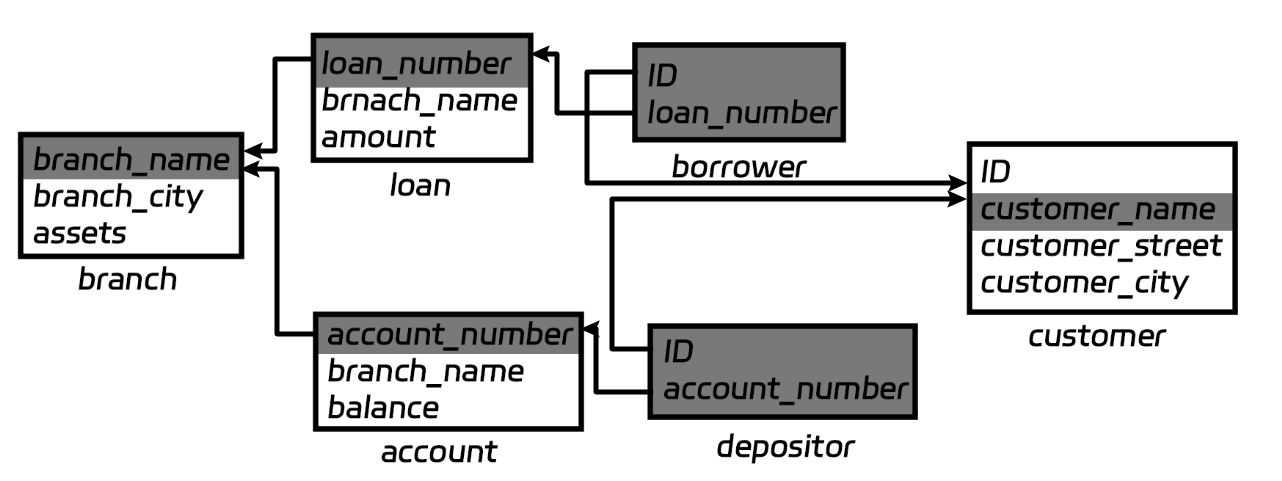 loan_number
brnach_name
amount
loan
ID
loan_number
borrower
branch_name
branch_city
assets
branch
ID
customer_name
customer_street
customer_city
customer
account_number
branch_name
balance
account
ID
account_number
depositor